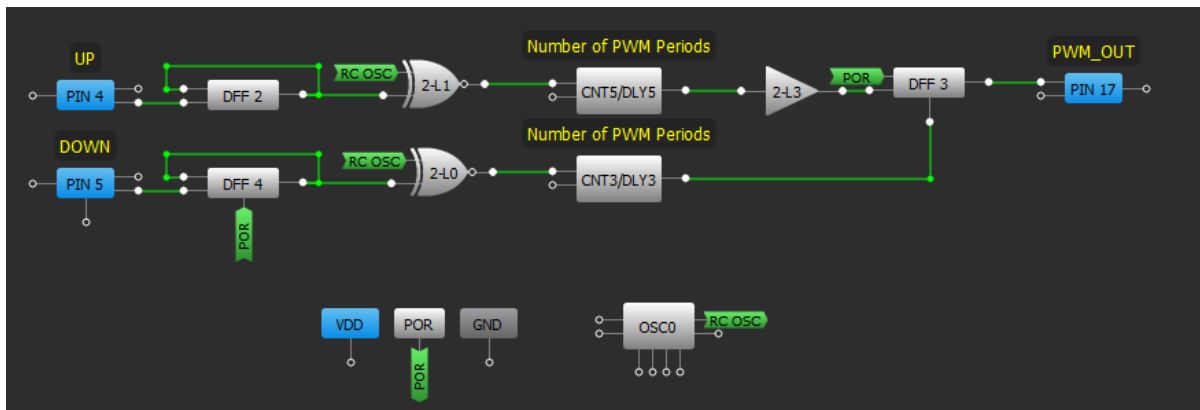 UP
PIN 4
DFF 2
RC OSC
2-L1
Number of PWM Periods
CNT5/DLY5
2-L3
POR
DFF 3
PWM_OUT
PIN 17
DOWN
PIN 5
DFF 4
POR
RC OSC
2-L0
Number of PWM Periods
CNT3/DLY3
VDD
POR
POR
GND
OSC0
RC OSC